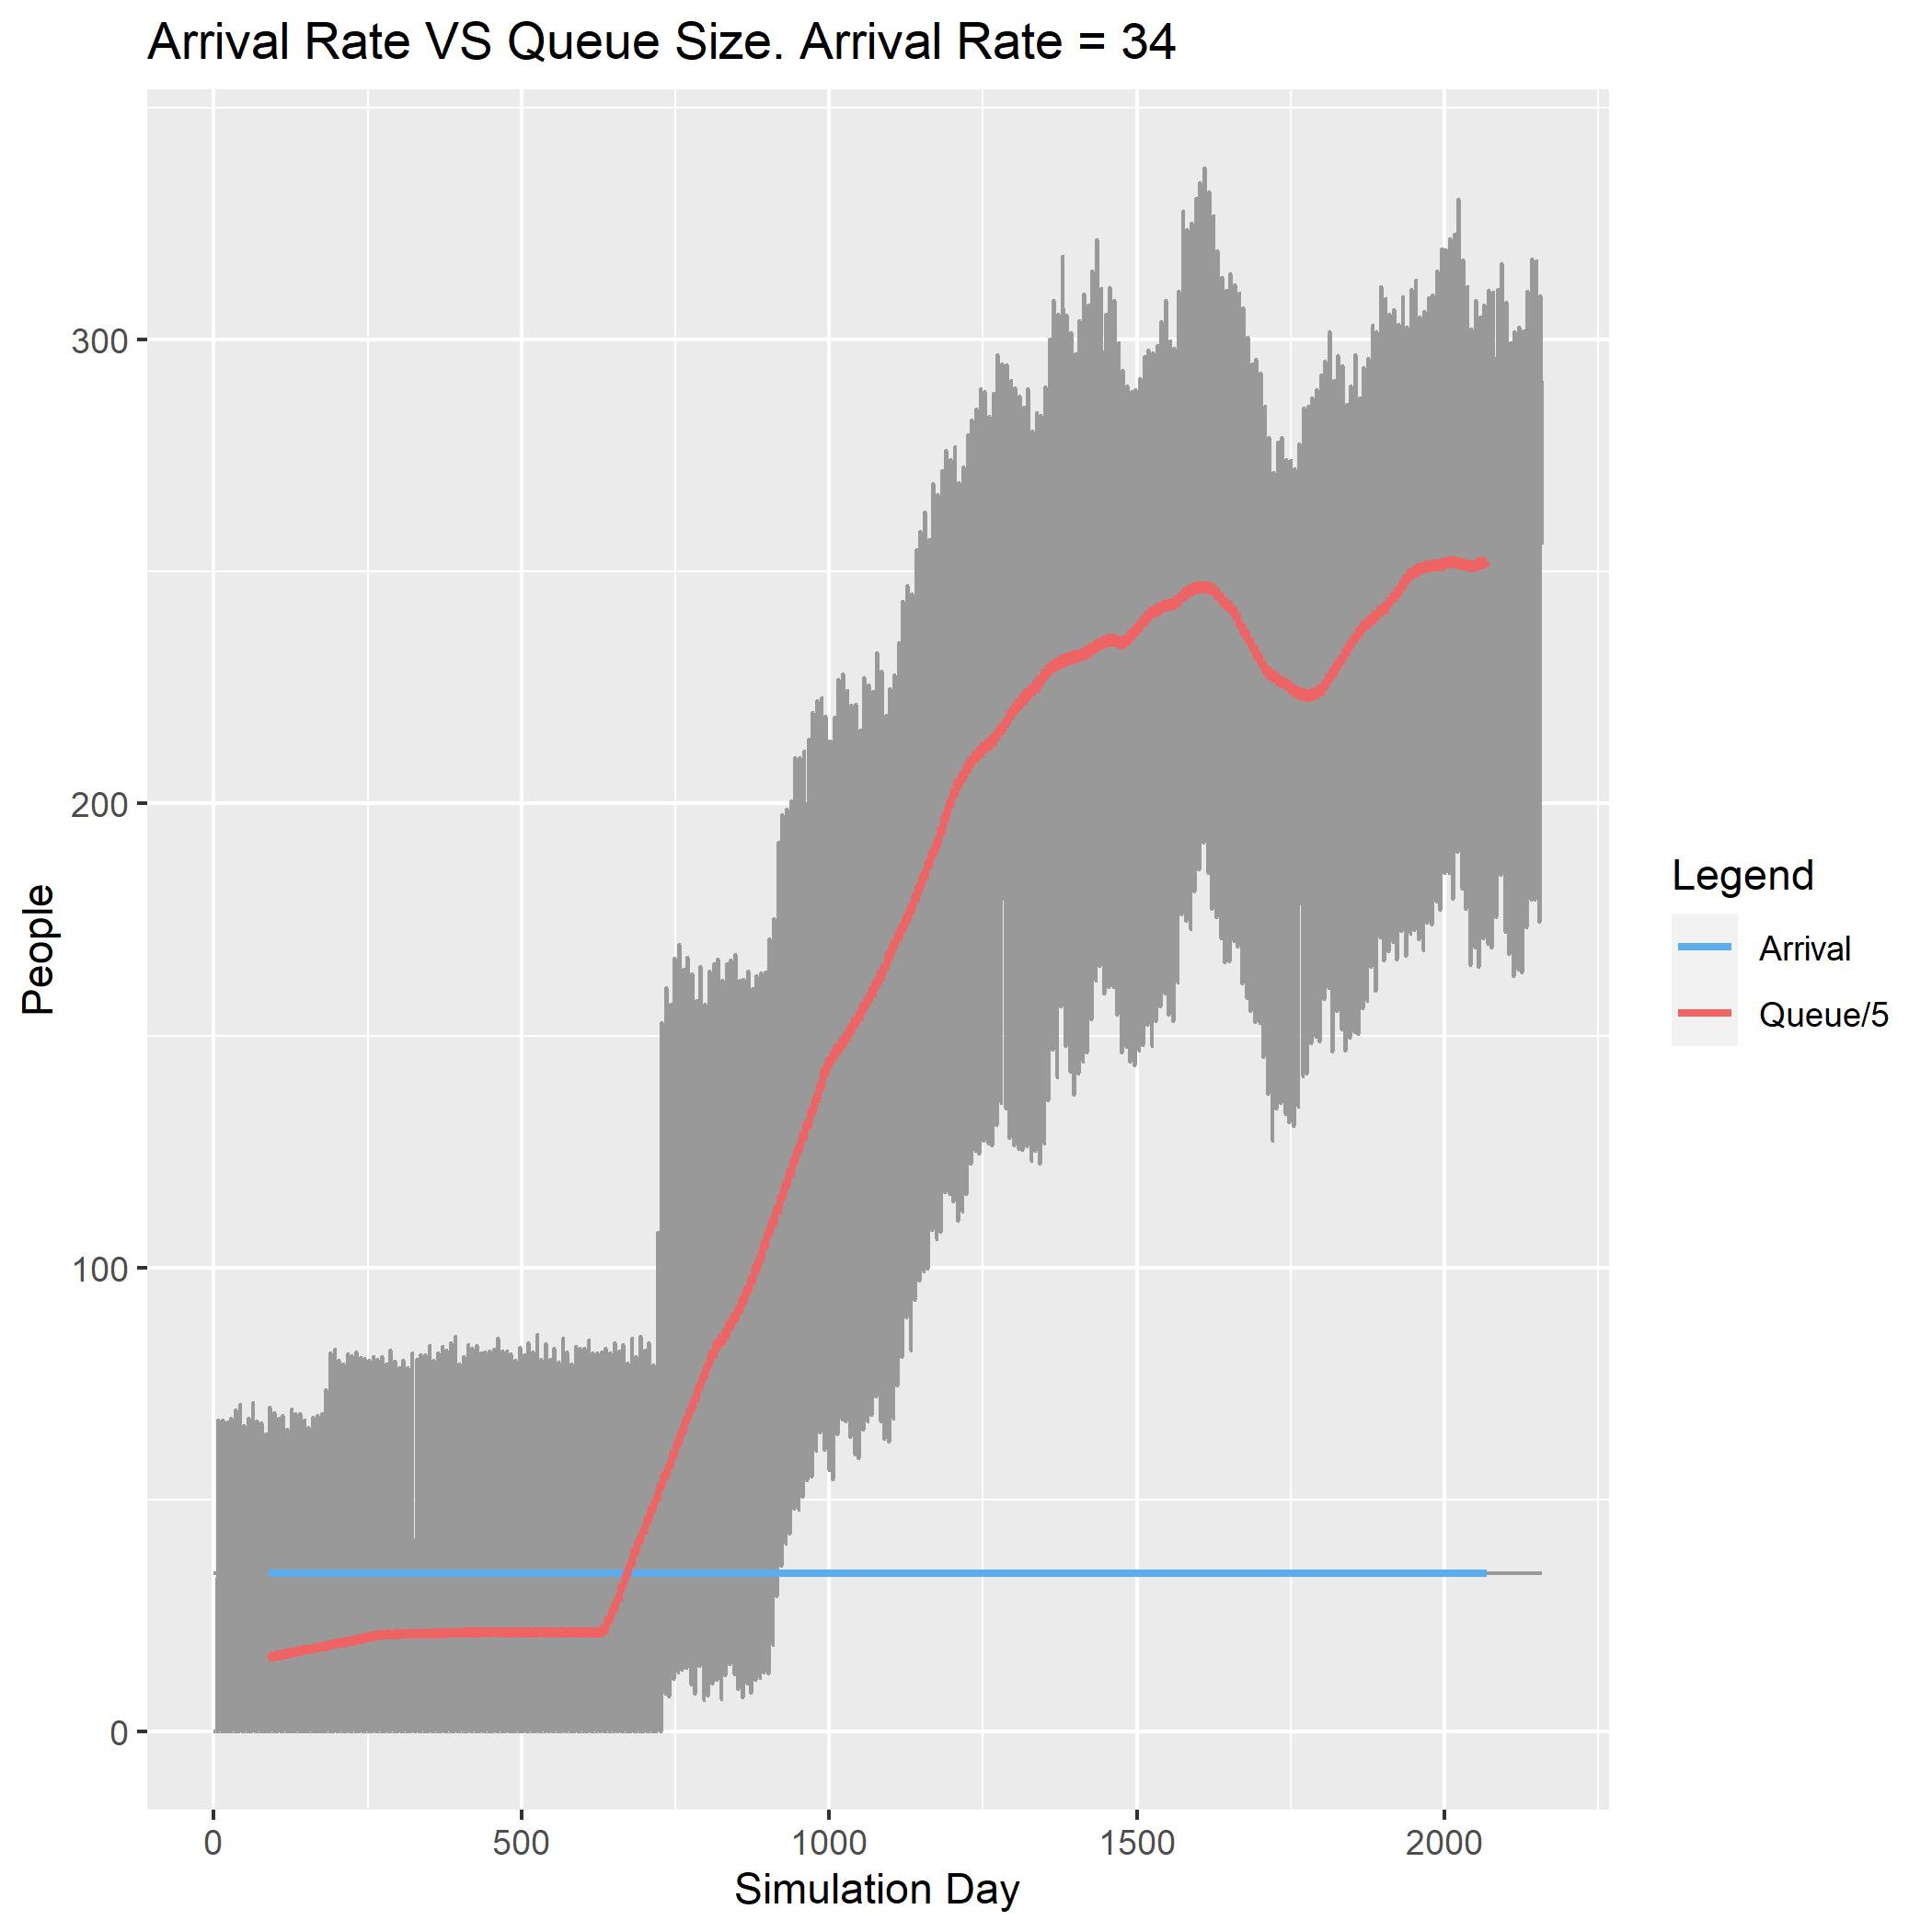 Arrival Rate VS Queue Size. Arrival Rate = 34
People
300
200
100
0
0 500 1000 1500 2000
Simulation Day
Legend
Arrival
Queue/5